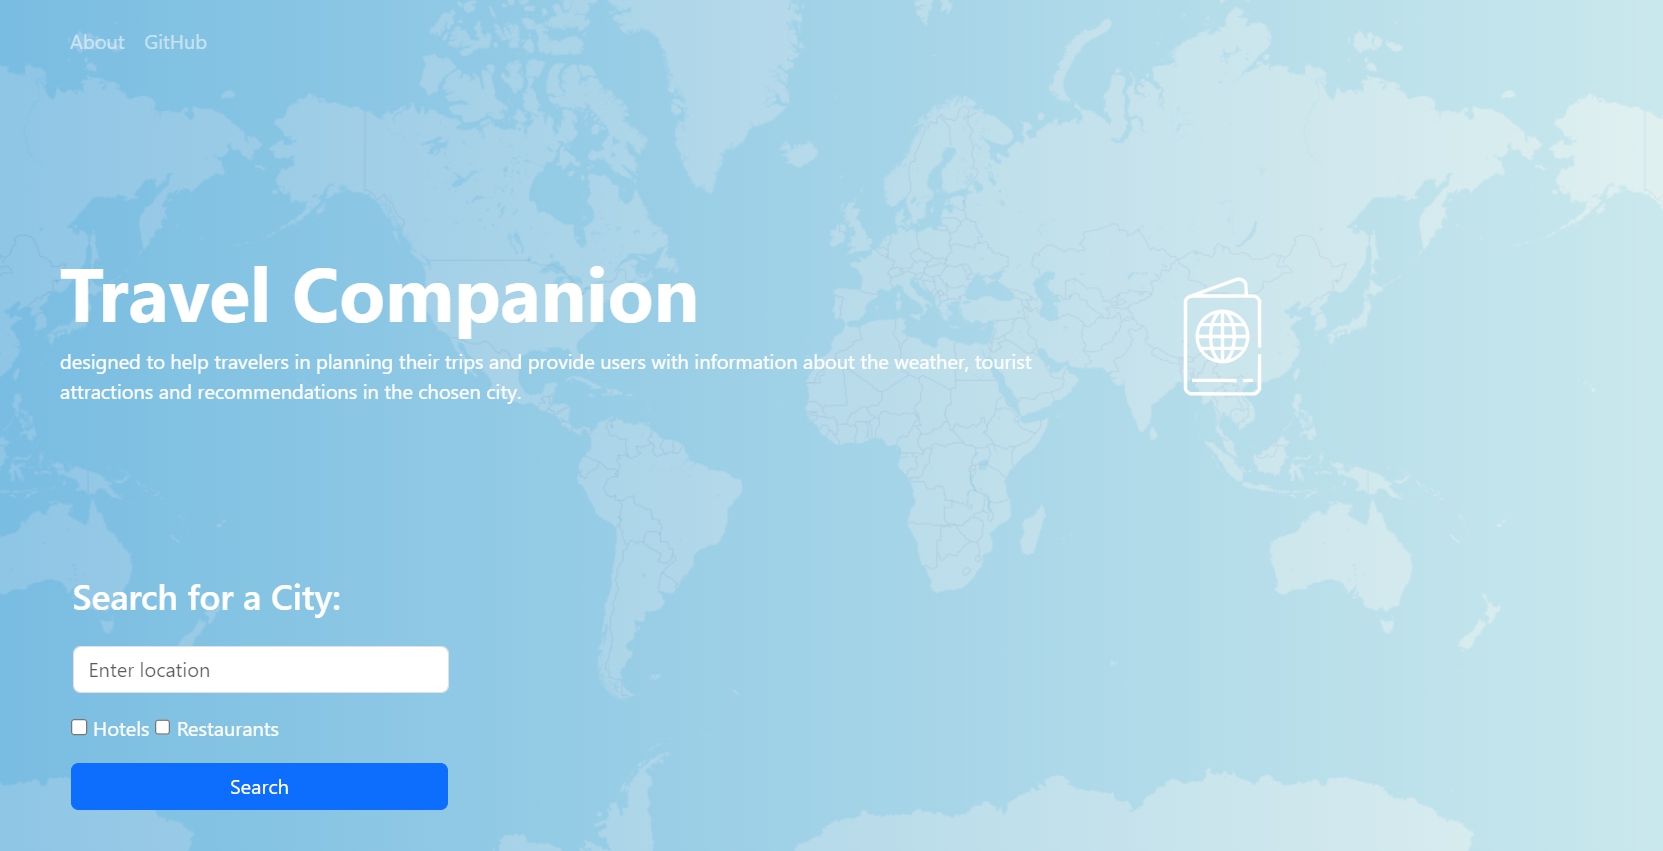 About GitHub
Travel Companion
designed to help travelers in planning their trips and provide users with information about the weather, tourist
attractions and recommendations in the chosen city.
Search for a City:
Enter location
Hotels Restaurants
Search